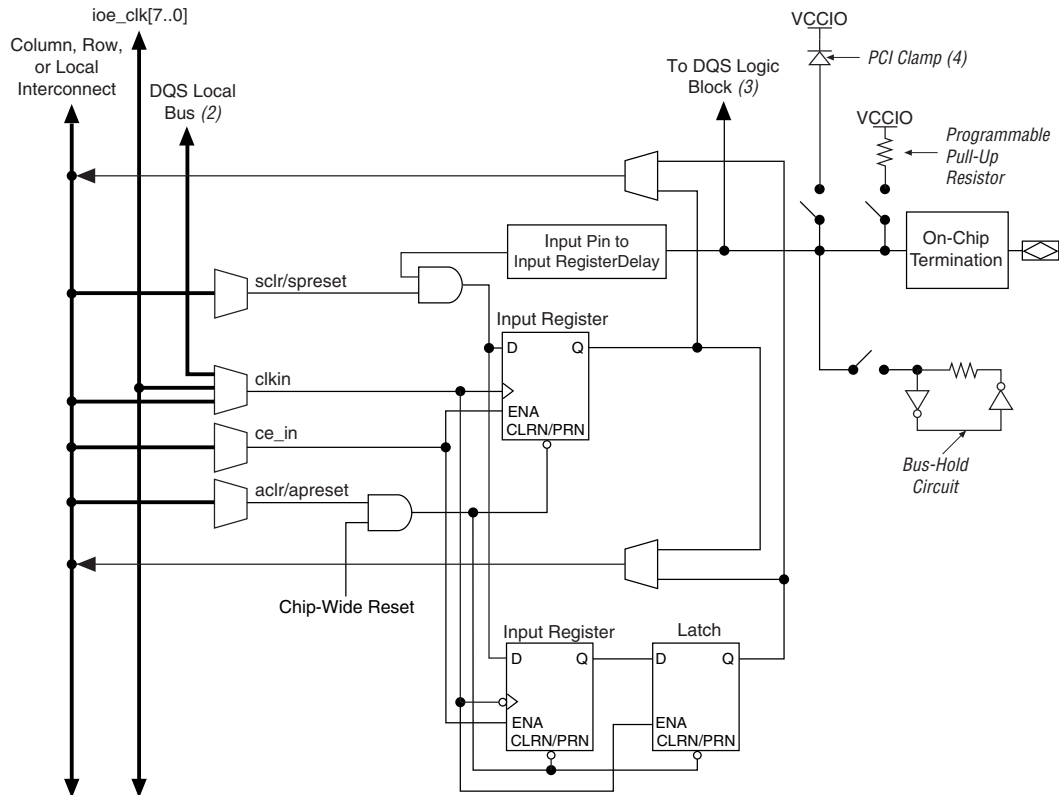 ioe_clk[7..0]
Column, Row,
or Local
Interconnect
DQS Local
Bus (2)
To DQS Logic
Block (3)
VCCIO
PCI Clamp (4)
VCCIO
Programmable
Pull-Up
Resistor
Input Pin to
Input RegisterDelay
On-Chip
Termination
sclr/spreset
Input Register
D
Q
clkin
ENA
CLRN/PRN
ce_in
aclr/apreset
Bus-Hold
Circuit
Chip-Wide Reset
Input Register
Latch
D
Q
D
Q
ENA
CLRN/PRN
ENA
CLRN/PRN